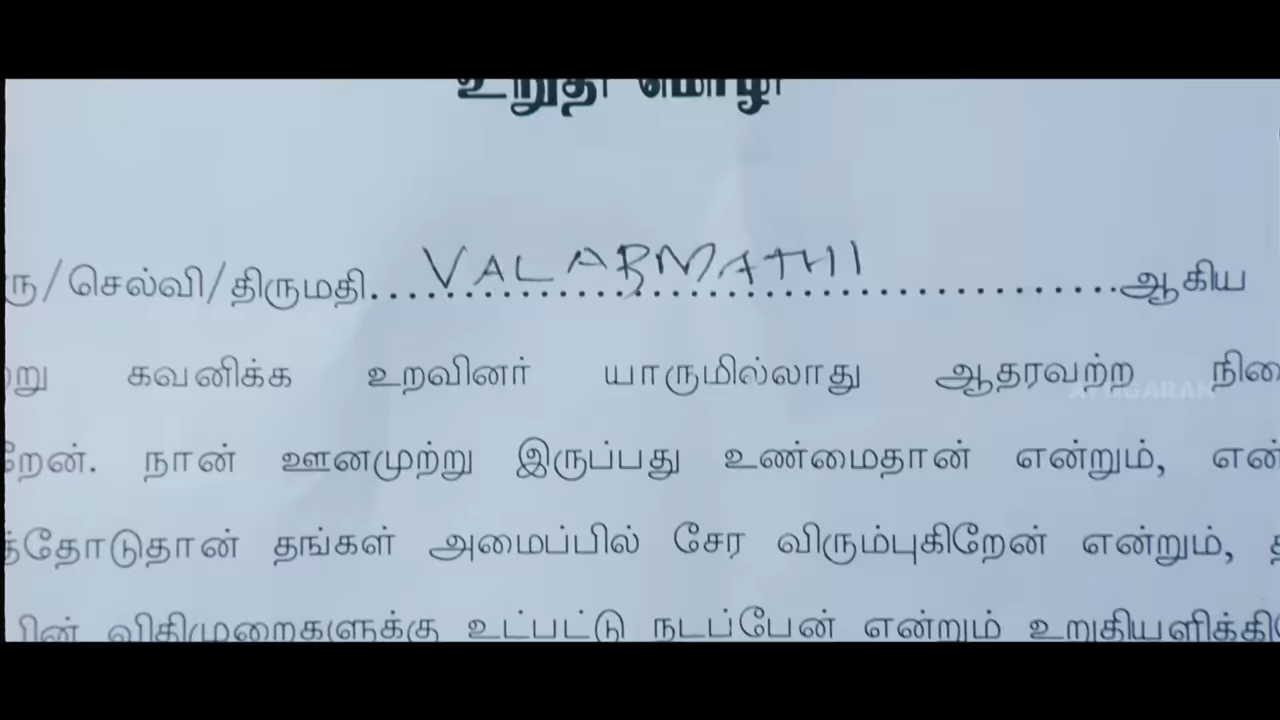 உறுதி மொழி
ரு/செல்வி/திருமதி.... VALARMATHI ....ஆகிய
று கவனிக்க உறவினர் யாருமில்லாது ஆதரவற்ற
றேன். நான் ஊனமுற்று இருப்பது உண்மைதான் என்றும்,
த்தோடுதான் தங்கள் அமைப்பில் சேர விரும்புகிறேன் என்றும்,
யின் விதிமுறைகளுக்கு உட்பட்டு நடப்பேன் என்றும்